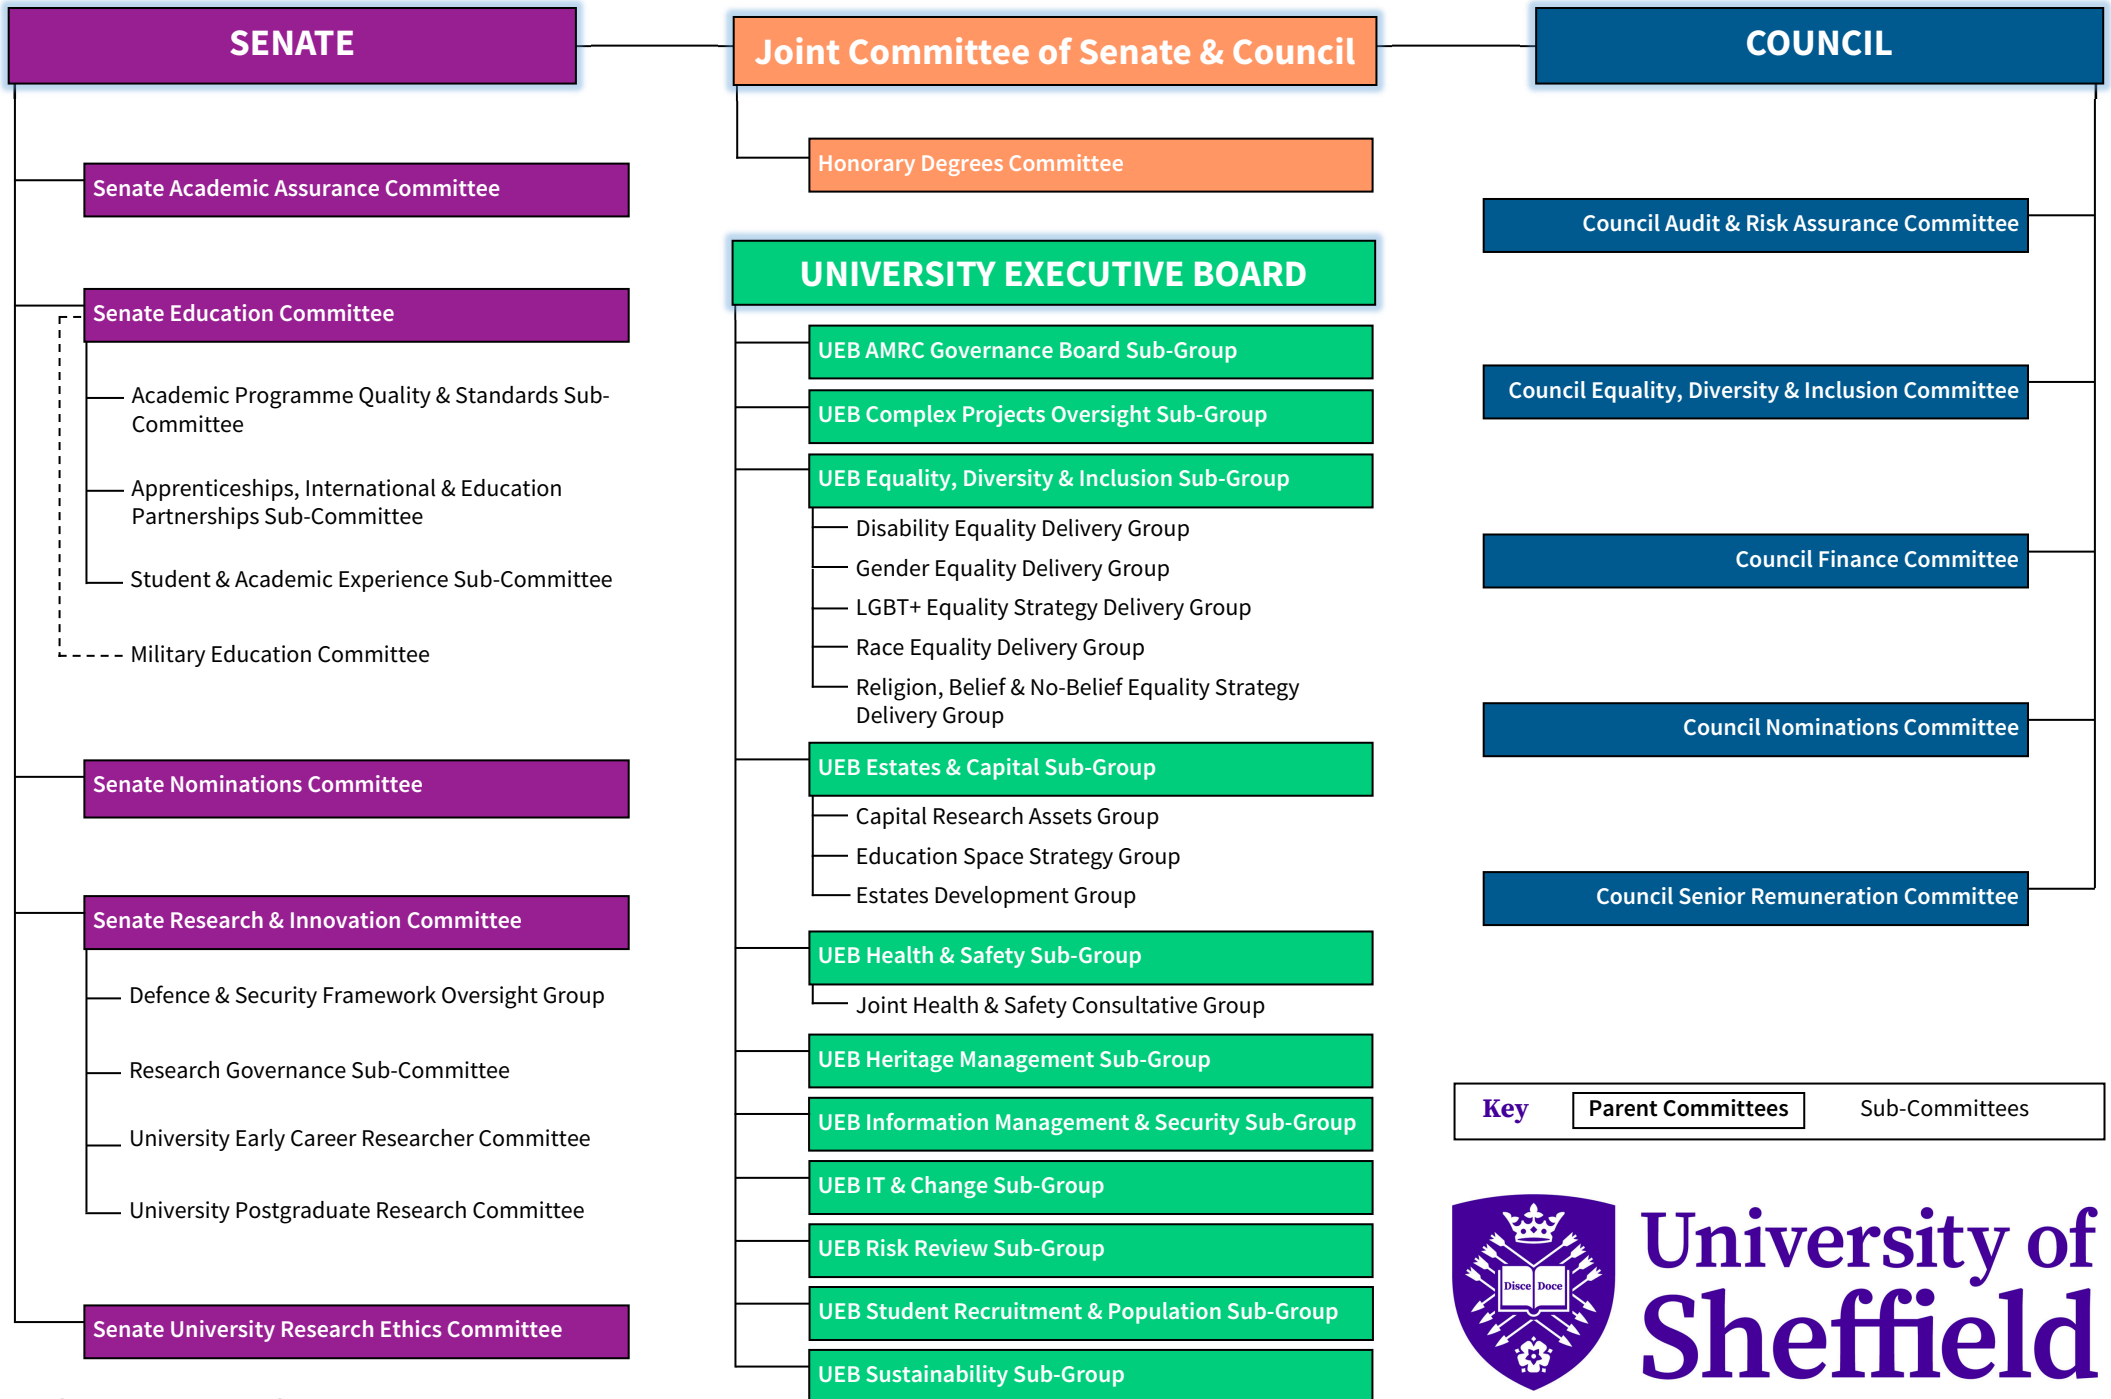 SENATE
Joint Committee of Senate & Council
COUNCIL
Senate Academic Assurance Committee
Senate Education Committee
Academic Programme Quality & Standards Sub-
Committee
Apprenticeships, International & Education
Partnerships Sub-Committee
Student & Academic Experience Sub-Committee
Military Education Committee
Senate Nominations Committee
Senate Research & Innovation Committee
Defence & Security Framework Oversight Group
Research Governance Sub-Committee
University Early Career Researcher Committee
University Postgraduate Research Committee
Senate University Research Ethics Committee
Honorary Degrees Committee
UNIVERSITY EXECUTIVE BOARD
UEB AMRC Governance Board Sub-Group
UEB Complex Projects Oversight Sub-Group
UEB Equality, Diversity & Inclusion Sub-Group
Disability Equality Delivery Group
Gender Equality Delivery Group
LGBT+ Equality Strategy Delivery Group
Race Equality Delivery Group
Religion, Belief & No-Belief Equality Strategy
Delivery Group
UEB Estates & Capital Sub-Group
Capital Research Assets Group
Education Space Strategy Group
Estates Development Group
UEB Health & Safety Sub-Group
Joint Health & Safety Consultative Group
UEB Heritage Management Sub-Group
UEB Information Management & Security Sub-Group
UEB IT & Change Sub-Group
UEB Risk Review Sub-Group
UEB Student Recruitment & Population Sub-Group
UEB Sustainability Sub-Group
Council Audit & Risk Assurance Committee
Council Equality, Diversity & Inclusion Committee
Council Finance Committee
Council Nominations Committee
Council Senior Remuneration Committee
Key Parent Committees Sub-Committees
Disce Doce
University of
Sheffield